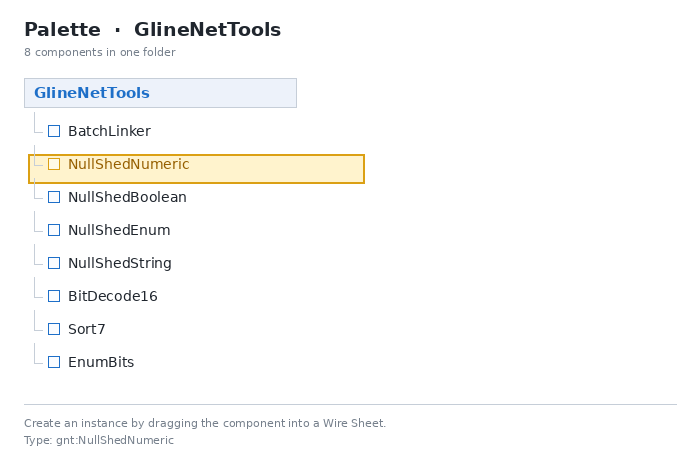 Palette · GlineNetTools
8 components in one folder
GlineNetTools
BatchLinker
NullShedNumeric
NullShedBoolean
NullShedEnum
NullShedString
BitDecode16
Sort7
EnumBits
Create an instance by dragging the component into a Wire Sheet.
Type: gnt:NullShedNumeric